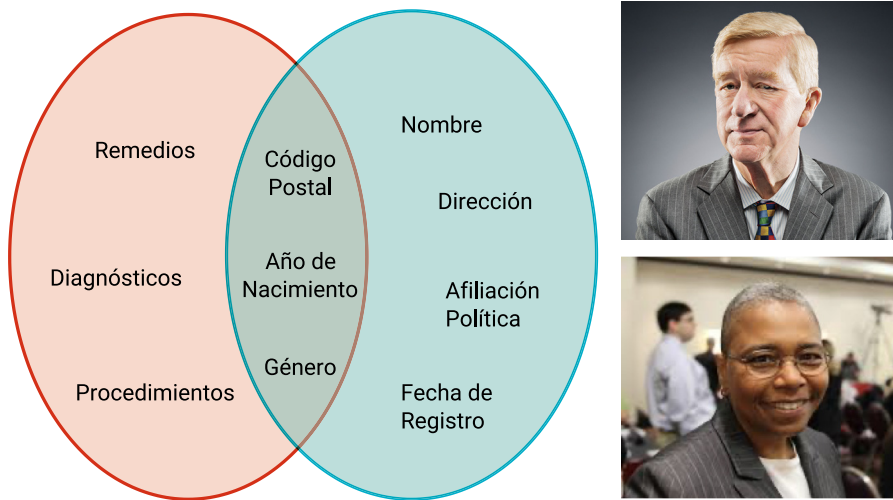 Remedios
Diagnósticos
Procedimientos
Código
Postal
Año de
Nacimiento
Género
Nombre
Dirección
Afiliación
Política
Fecha de
Registro